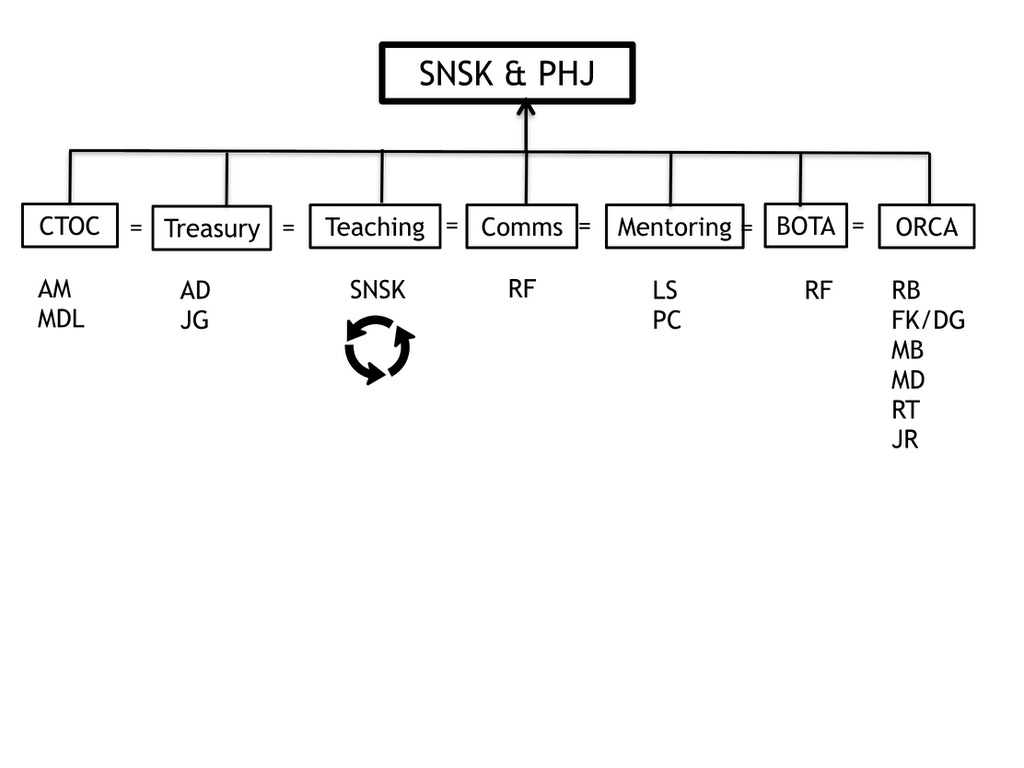 SNSK & PHJ
CTOC = Treasury = Teaching = Comms = Mentoring = BOTA = ORCA
AM AD SNSK RF LS RF RB
MDL JG PC FK/DG
MB
MD
RT
JR